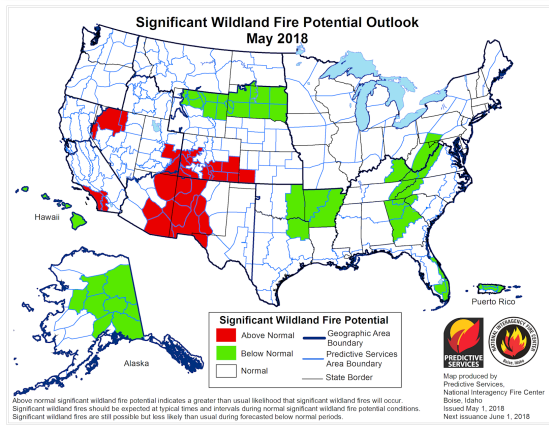 Significant Wildland Fire Potential Outlook
May 2018
Hawaii
Alaska
Puerto Rico
Significant Wildland Fire Potential
Above Normal
Below Normal
Normal
Geographic Area
Boundary
Predictive Services
Area Boundary
State Border
PREDICTIVE
SERVICES
NATIONAL INTERAGENCY FIRE CENTER
Boise, Idaho
Map produced by
Predictive Services,
National Interagency Fire Center
Boise, Idaho
Issued May 1, 2018
Next issuance June 1, 2018
Above normal significant wildland fire potential indicates a greater than usual likelihood that significant wildland fires will occur.
Significant wildland fires should be expected at typical times and intervals during normal significant wildland fire potential conditions.
Significant wildland fires are still possible but less likely than usual during forecasted below normal periods.